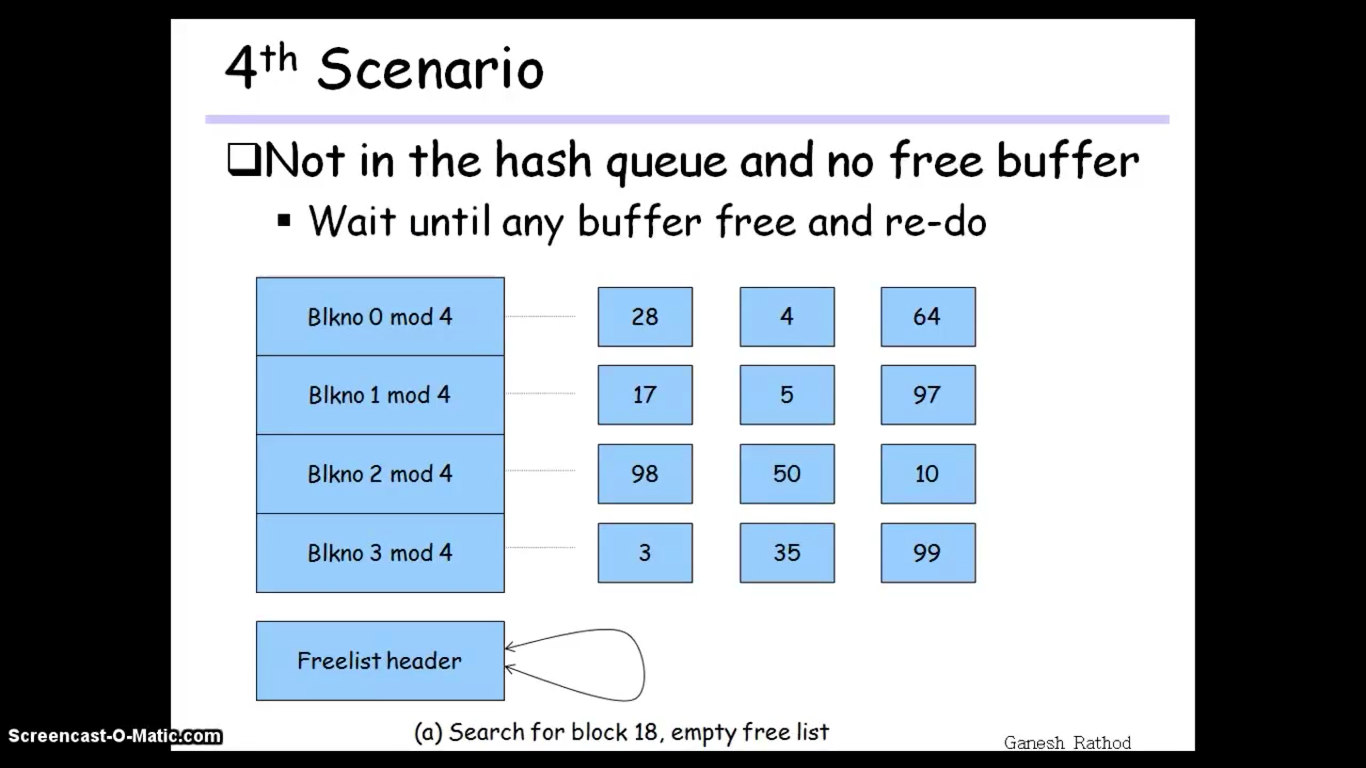 4th Scenario
❑Not in the hash queue and no free buffer
▪ Wait until any buffer free and re-do
Blkno 0 mod 4 28 4 64
Blkno 1 mod 4 17 5 97
Blkno 2 mod 4 98 50 10
Blkno 3 mod 4 3 35 99
Freelist header
(a) Search for block 18, empty free list
Screencast-O-Matic.com
Ganesh Rathod